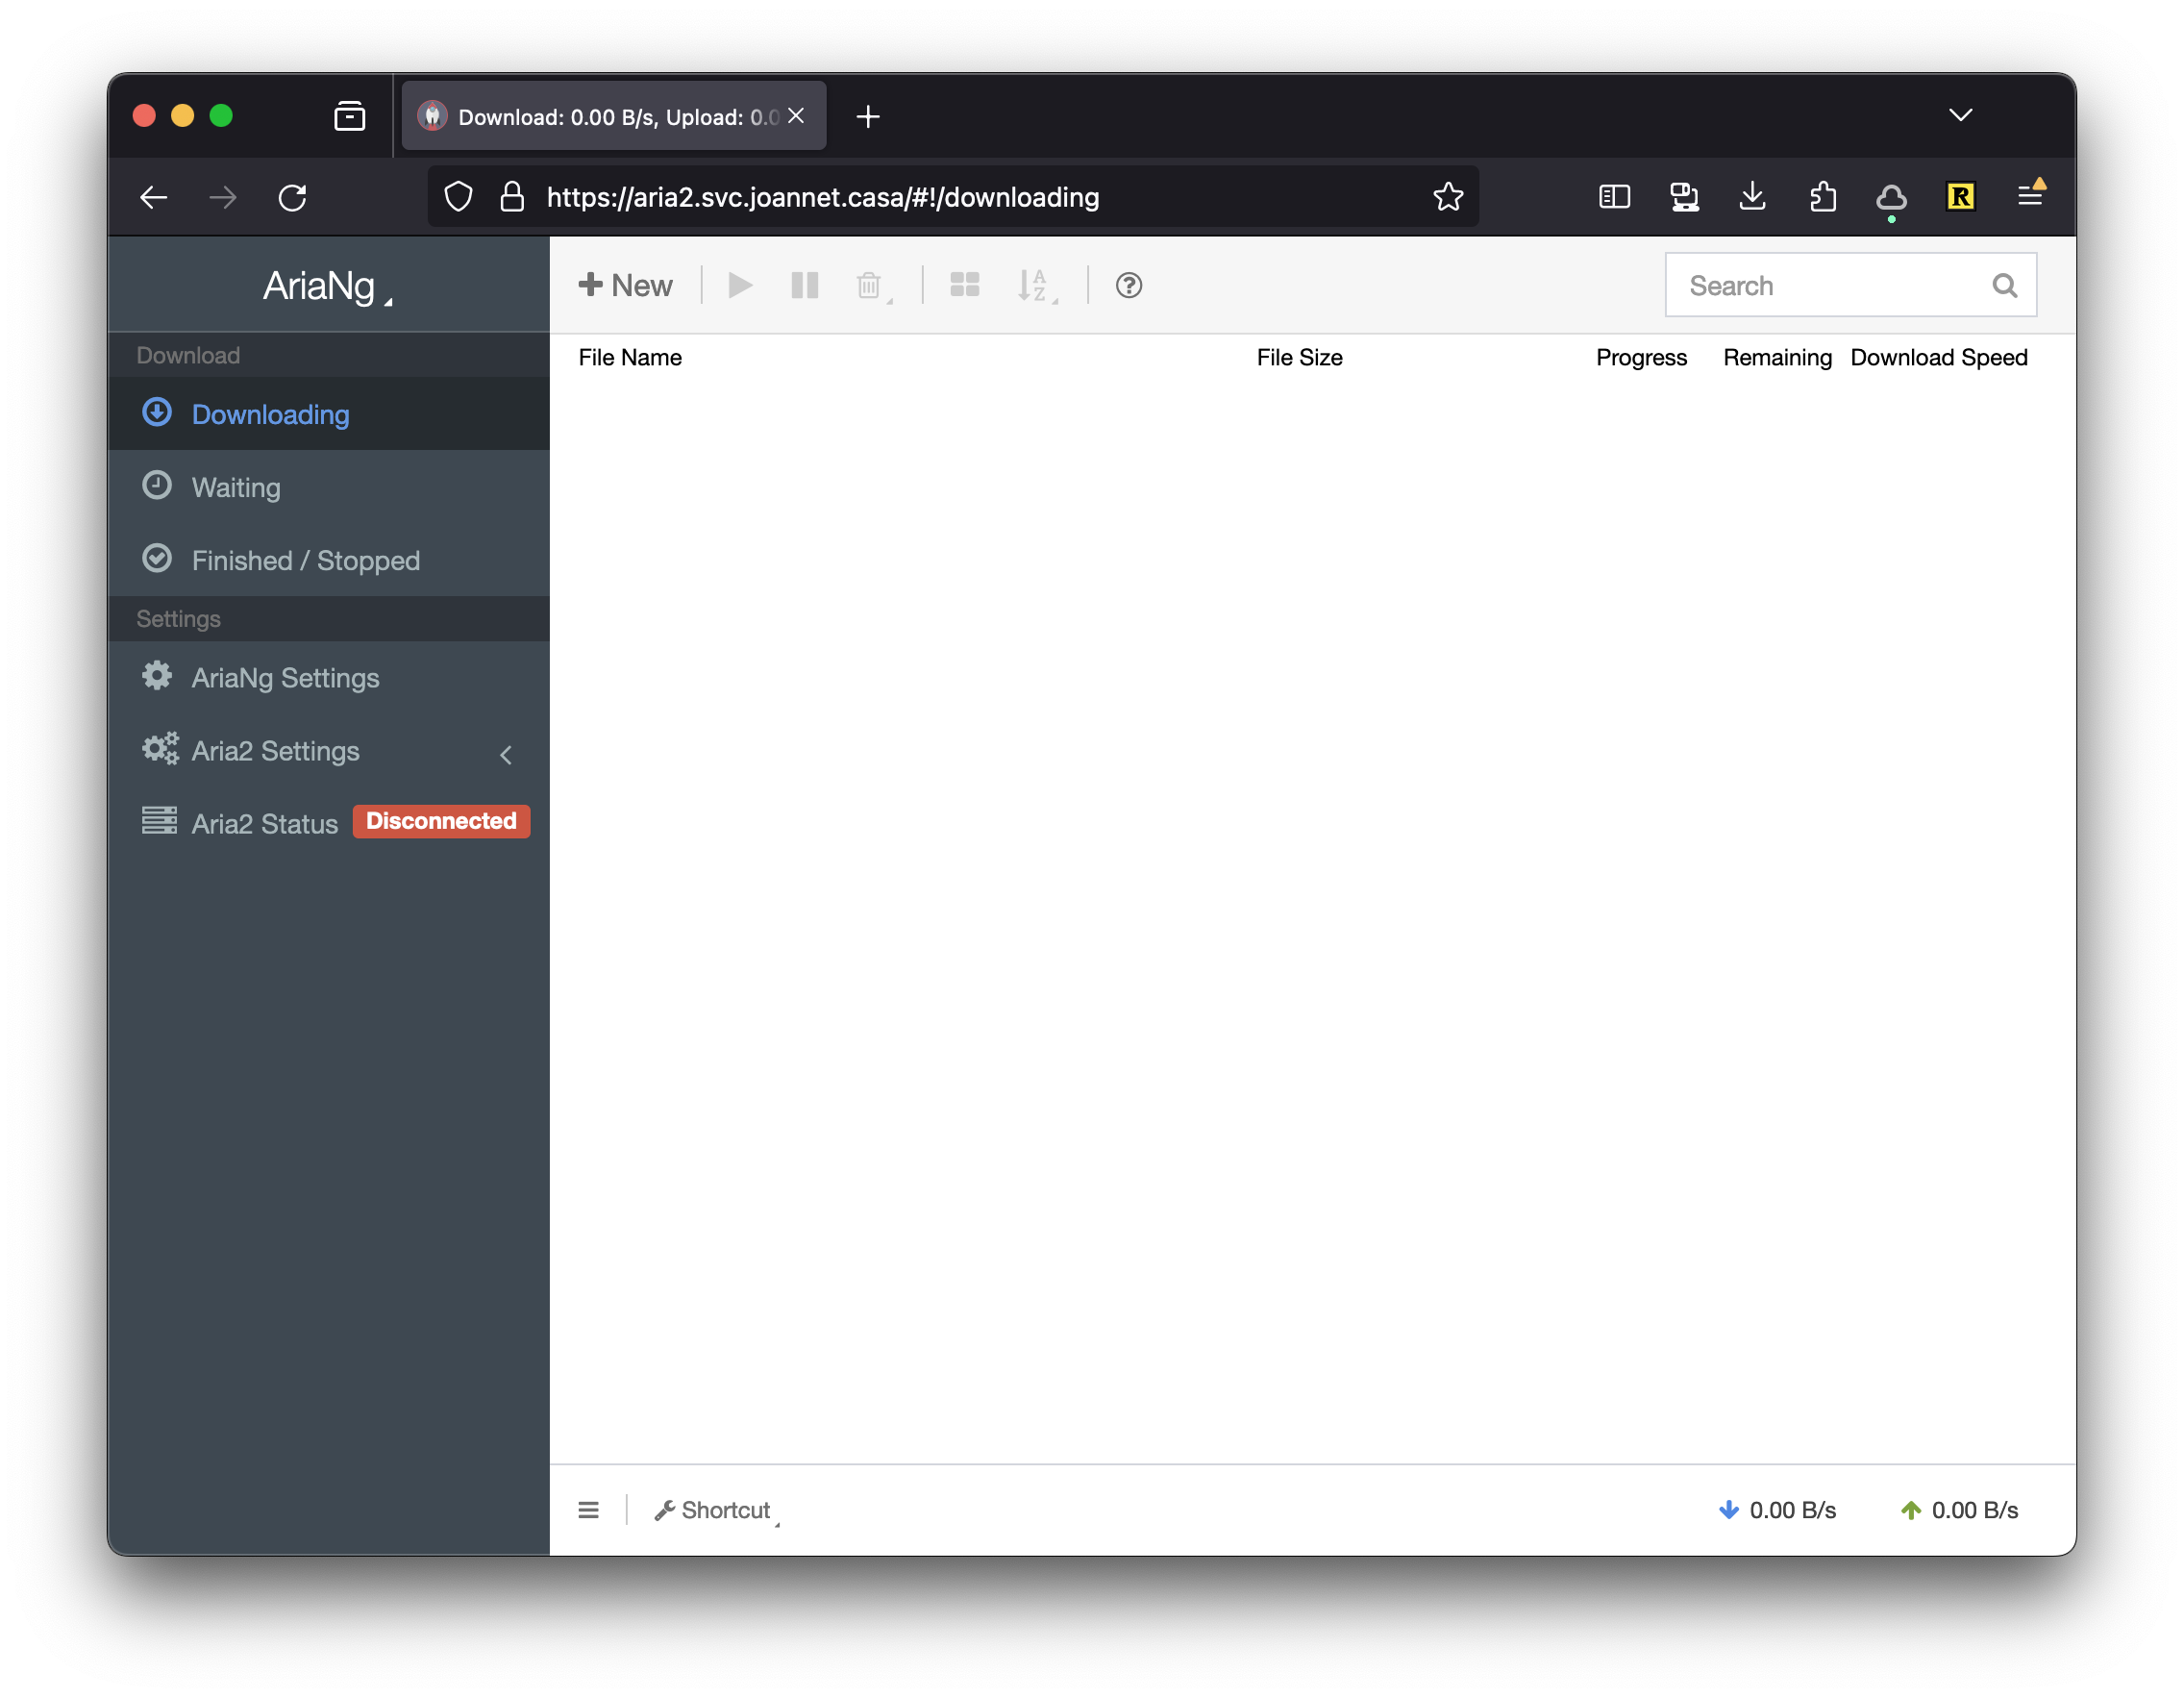 Download: 0.00 B/s, Upload: 0.0
https://aria2.svc.joannet.casa/#!/downloading
AriaNg
New
Search
Download
File Name File Size Progress Remaining Download Speed
Downloading
Waiting
Finished / Stopped
Settings
AriaNg Settings
Aria2 Settings
Aria2 Status Disconnected
Shortcut
0.00 B/s 0.00 B/s